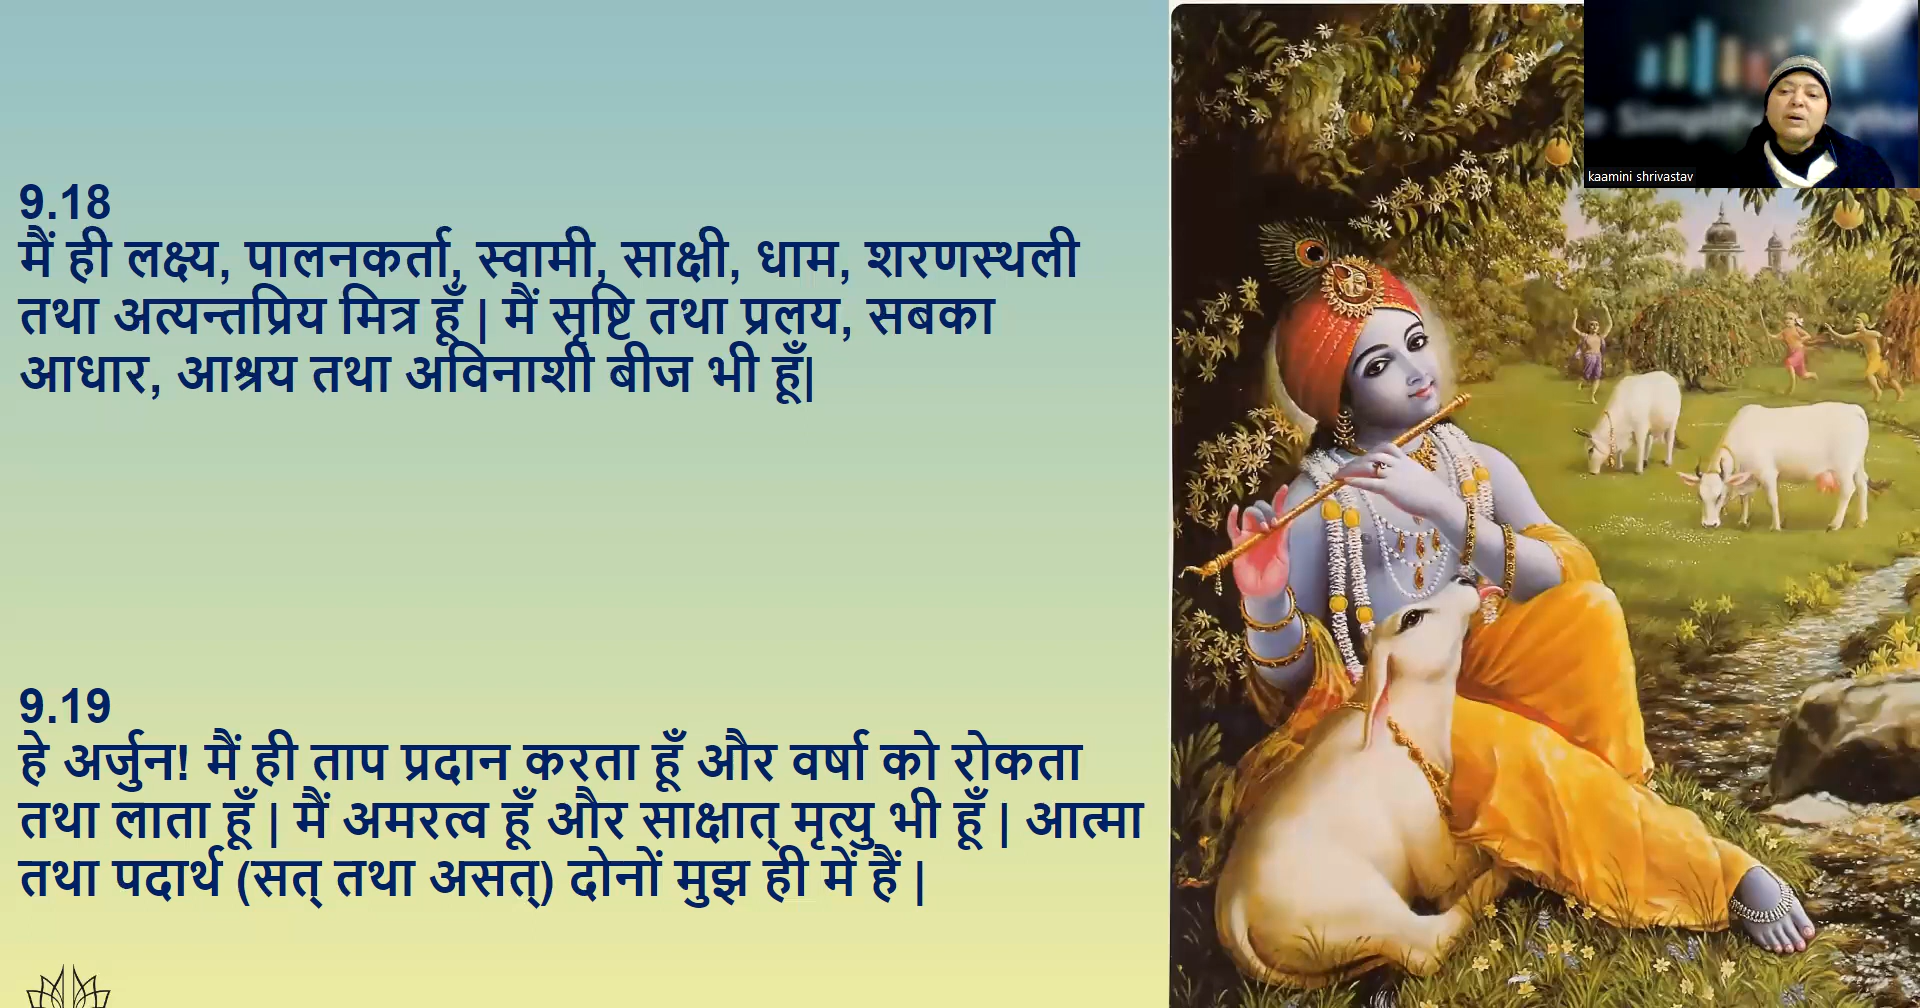 9.18
मैं ही लक्ष्य, पालनकर्ता, स्वामी, साक्षी, धाम, शरणस्थली
तथा अत्यन्तप्रिय मित्र हूँ | मैं सृष्टि तथा प्रलय, सबका
आधार, आश्रय तथा अविनाशी बीज भी हूँ|
9.19
हे अर्जुन! मैं ही ताप प्रदान करता हूँ और वर्षा को रोकता
तथा लाता हूँ | मैं अमरत्व हूँ और साक्षात् मृत्यु भी हूँ | आत्मा
तथा पदार्थ (सत् तथा असत्) दोनों मुझ ही में हैं |
kaamini shrivastav